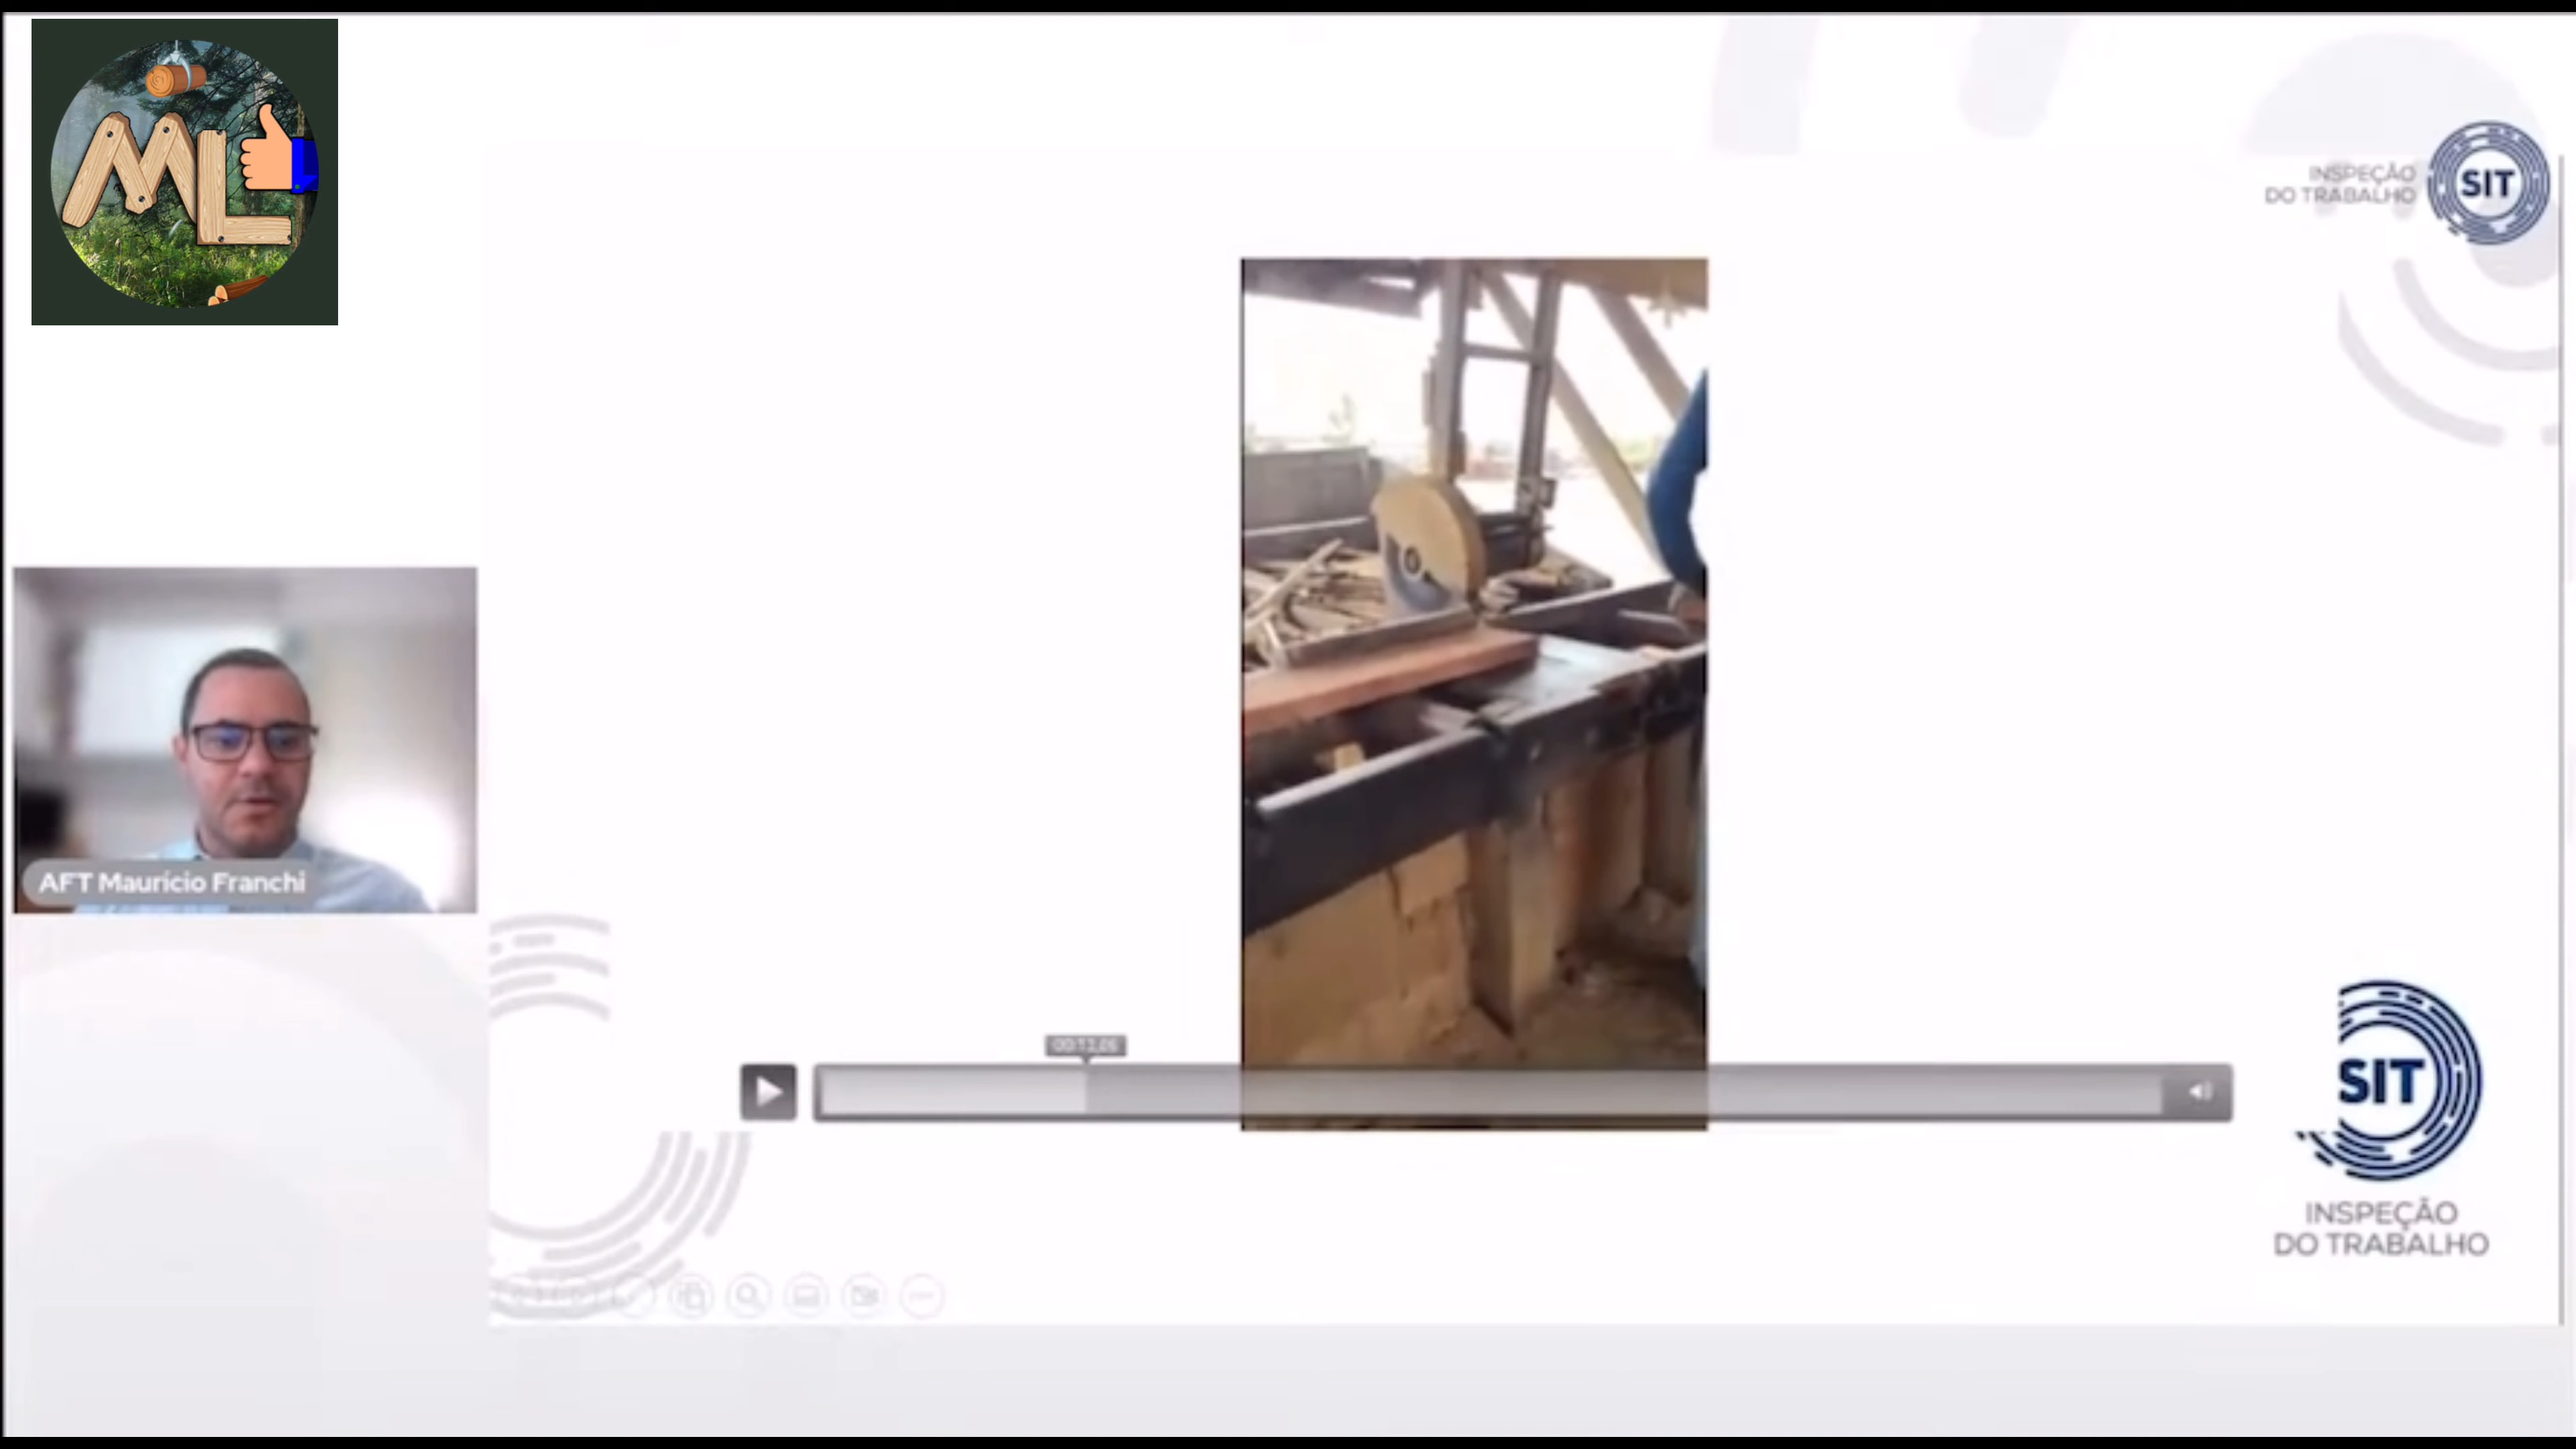 ML
INSPEÇÃO
DO TRABALHO
SIT
AFT Maurício Franchi
SIT
INSPEÇÃO
DO TRABALHO